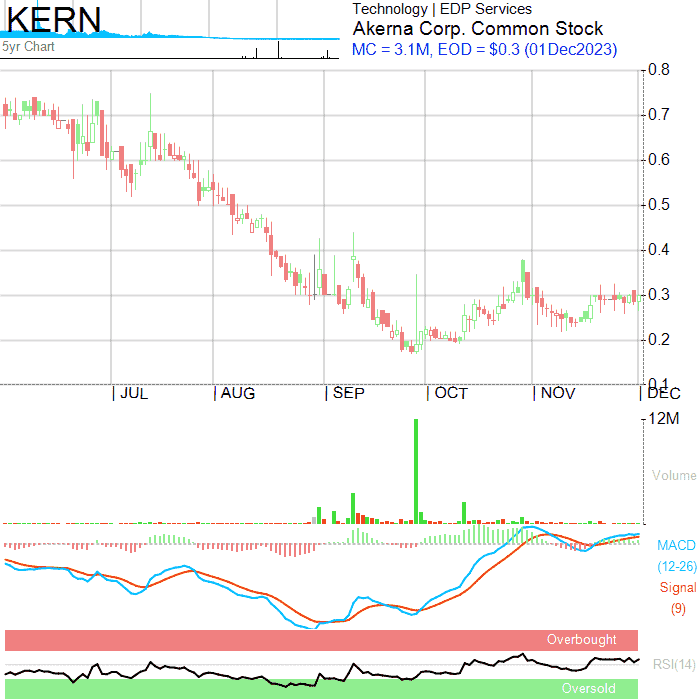 KERN
5yr Chart
Technology | EDP Services
Akerna Corp. Common Stock
MC = 3.1M, EOD = $0.3 (01Dec2023)
0.8
0.7
0.6
0.5
0.4
0.3
0.2
0.1
JUL AUG SEP OCT NOV DEC
12M
Volume
MACD
(12-26)
Signal
(9)
Overbought
RSI(14)
Oversold